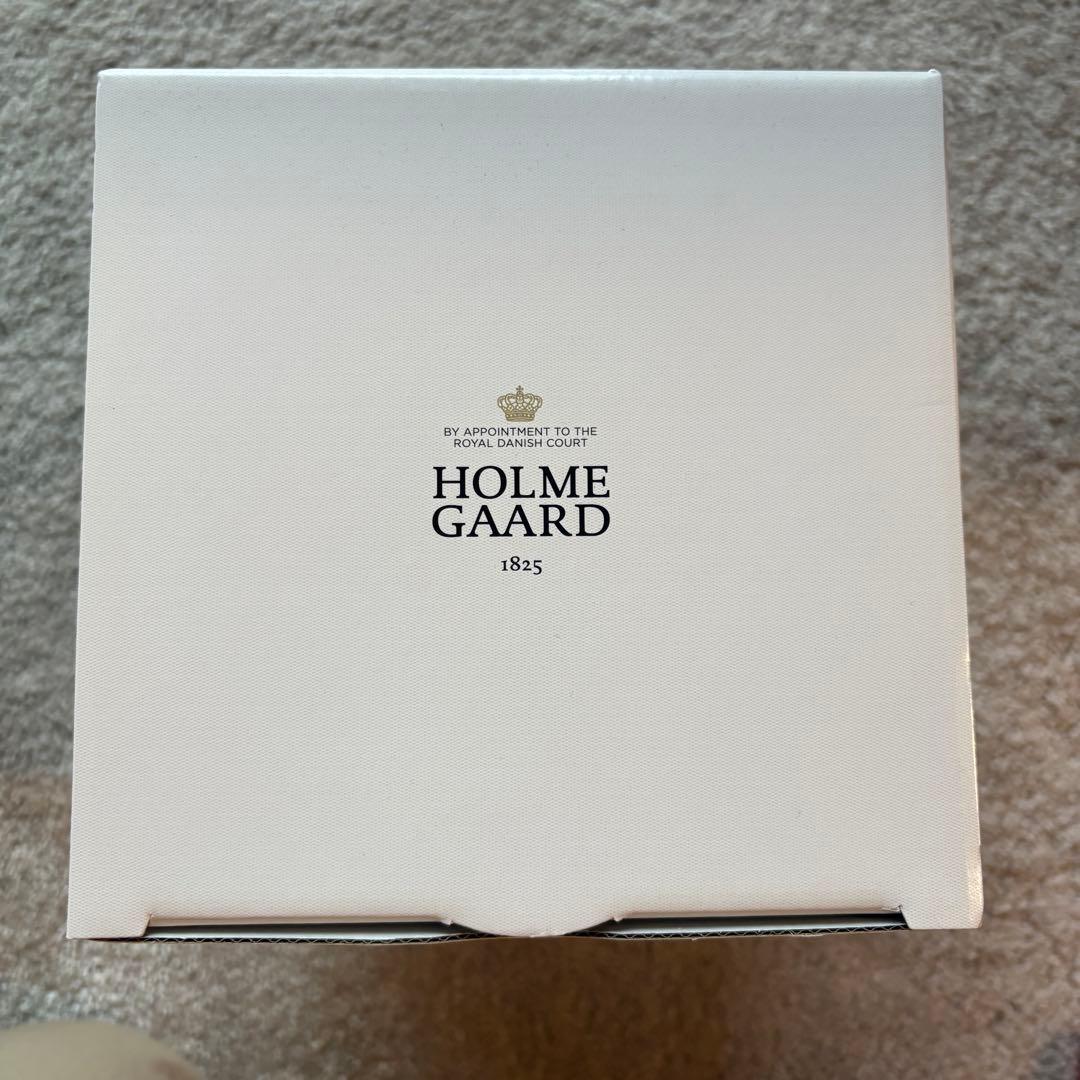 BY APPOINTMENT TO THE
ROYAL DANISH COURT
HOLME
GAARD
1825